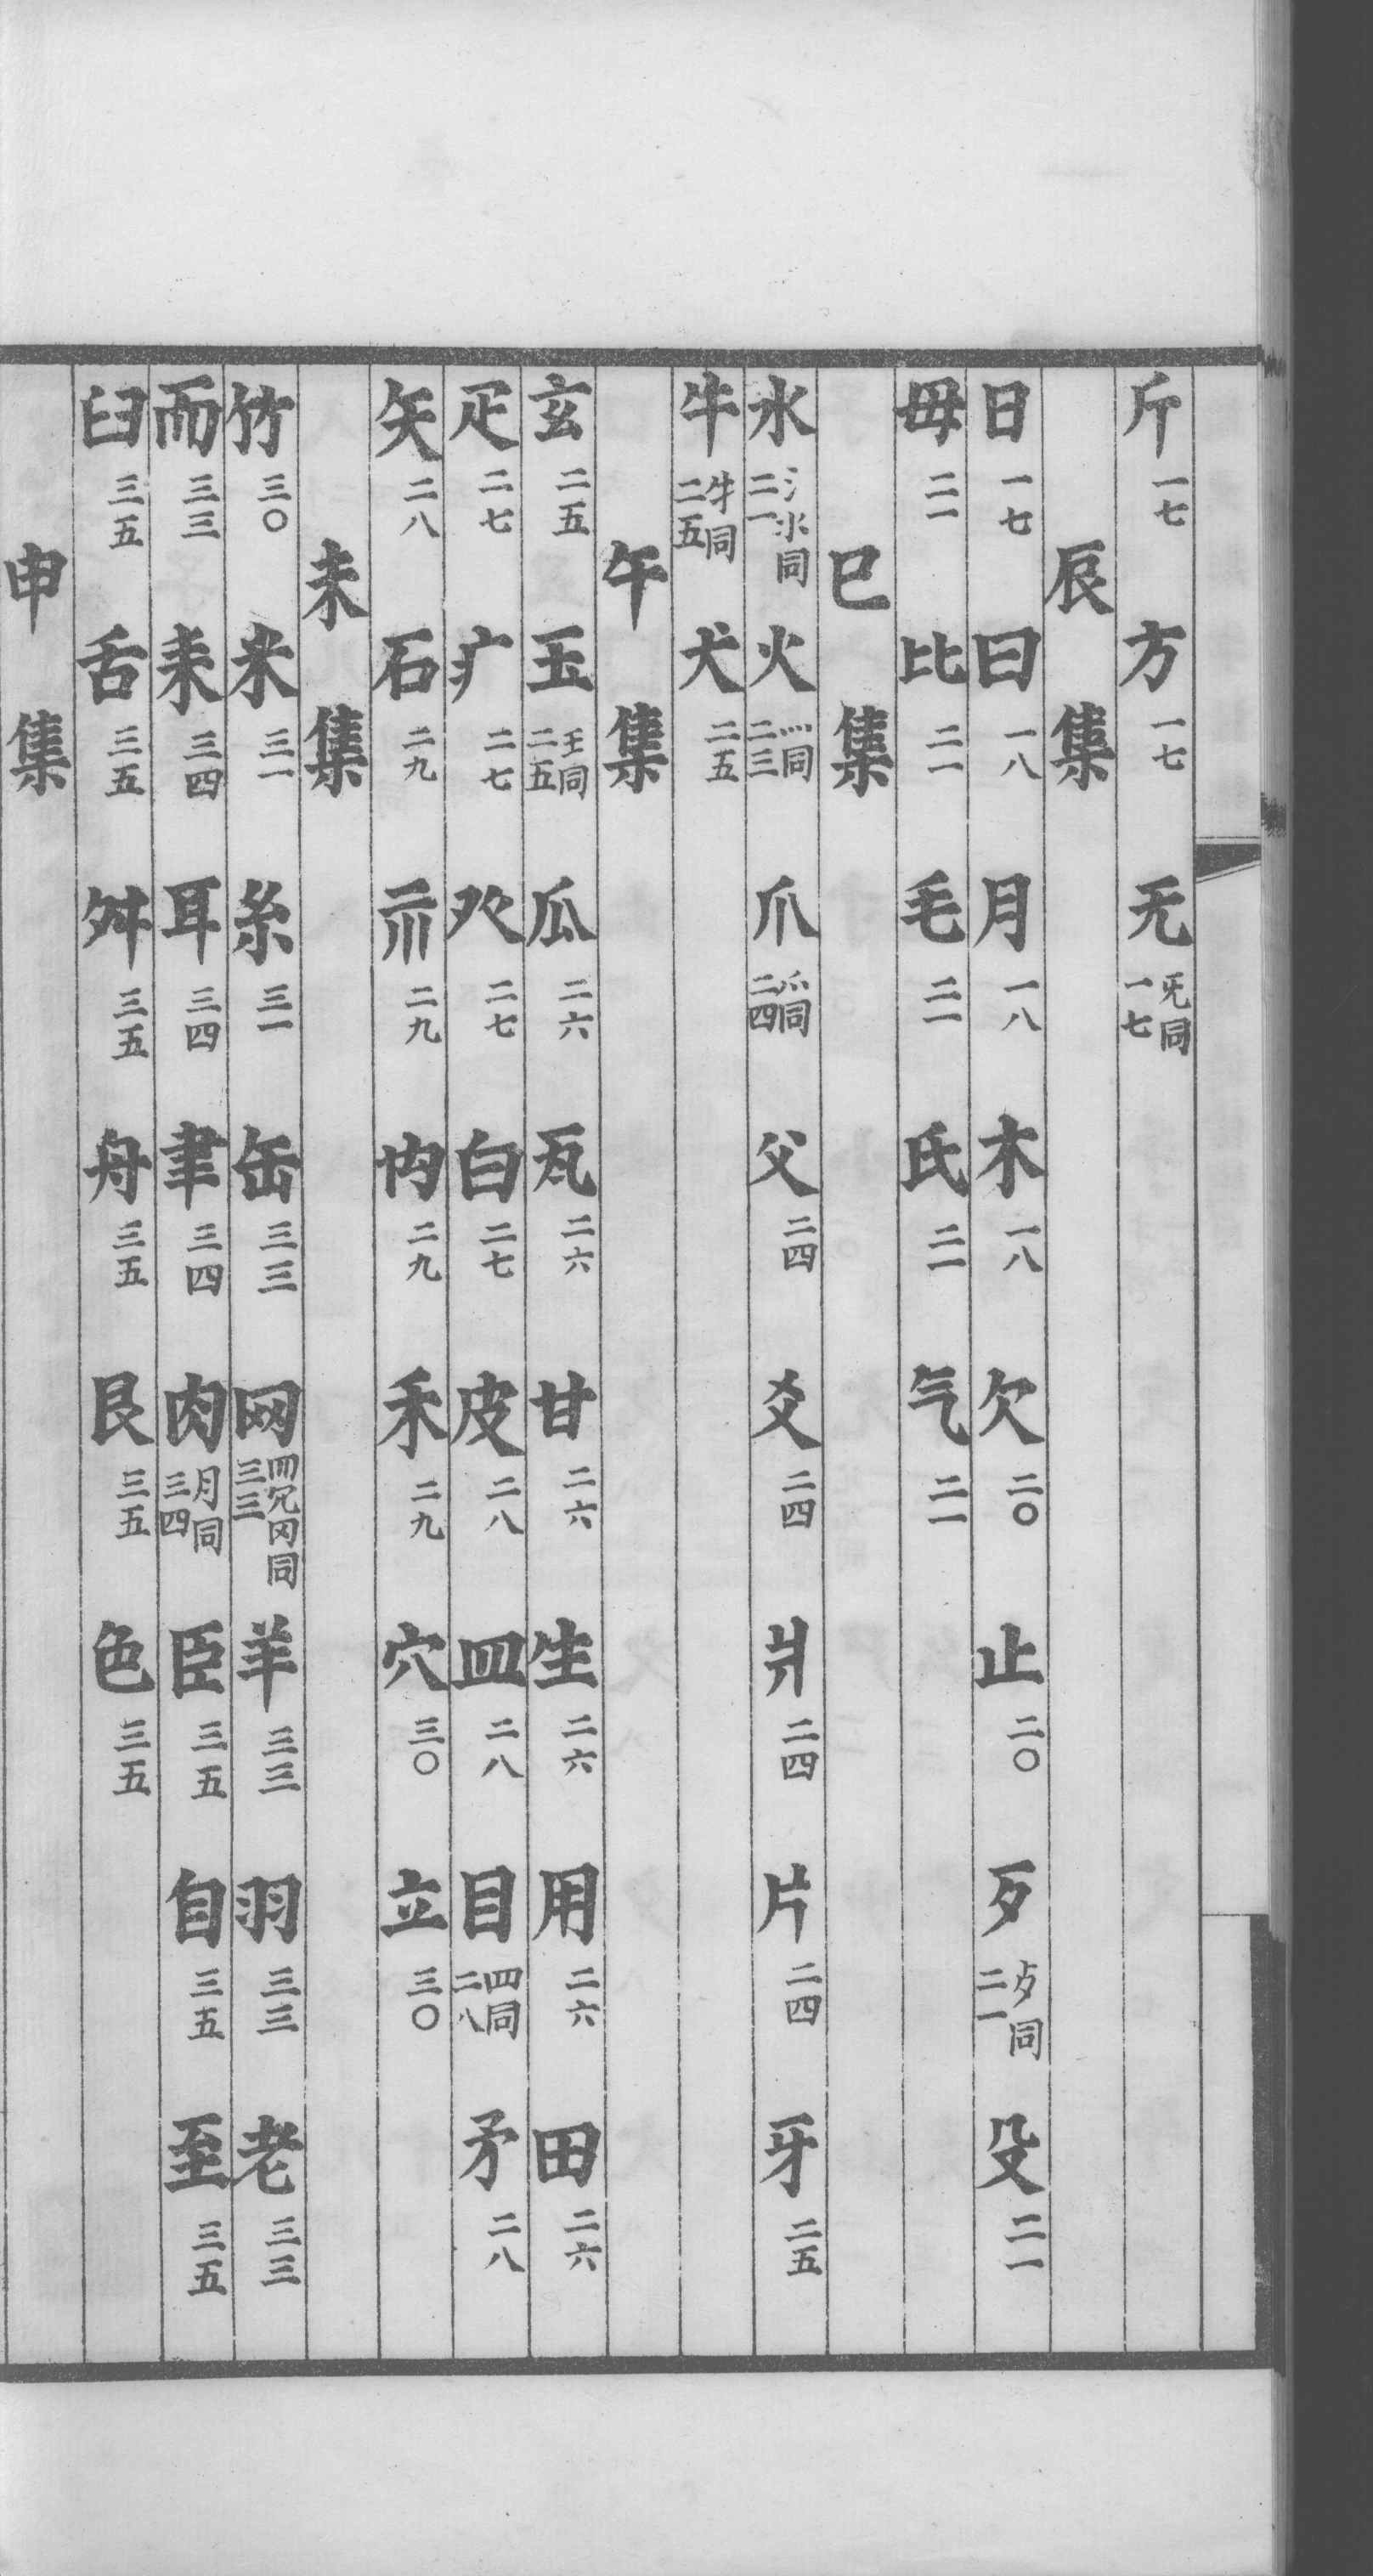 斤 一七 方 一七 无 旡同 一七
辰集
日 一七 曰 一八 月 一八 木 一八 欠 二〇 止 二〇 歹 歺同 二一 殳 二一
毋 二一 比 二一 毛 二一 氏 二一 气 二一
巳集
水 氵氺同 二一 火 灬同 二三 爪 爫同 二四 父 二四 爻 二四 爿 二四 片 二四 牙 二五
牛 牜同 二五 犬 二五
午集
玄 二五 玉 王同 二五 瓜 二六 瓦 二六 甘 二六 生 二六 用 二六 田 二六
疋 二七 疒 二七 癶 二七 白 二七 皮 二八 皿 二八 目 罒同 二八 矛 二八
矢 二八 石 二九 示 二九 禸 二九 禾 二九 穴 三〇 立 三〇
未集
竹 三〇 米 三一 糸 三一 缶 三三 网 罒冗罓同 三三 羊 三三 羽 三三 老 三三
而 三三 耒 三四 耳 三四 聿 三四 肉 月同 三四 臣 三五 自 三五 至 三五
臼 三五 舌 三五 舛 三五 舟 三五 艮 三五 色 三五
申集